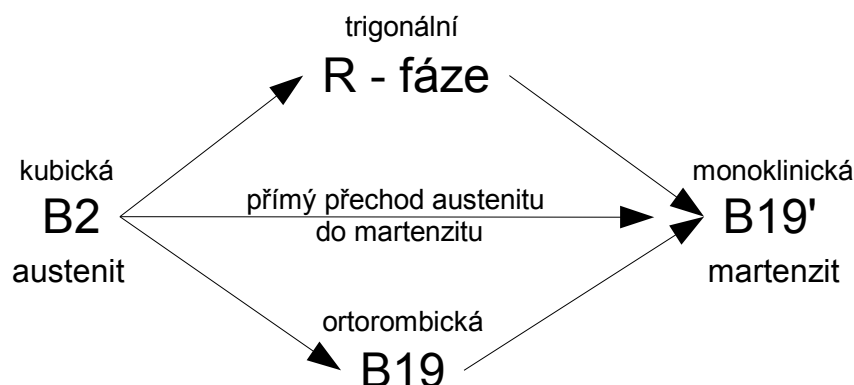 trigonální
R - fáze
kubická
B2
austenit
přímý přechod austenitu
do martenzitu
monoklinická
B19'
martenzit
ortorombická
B19